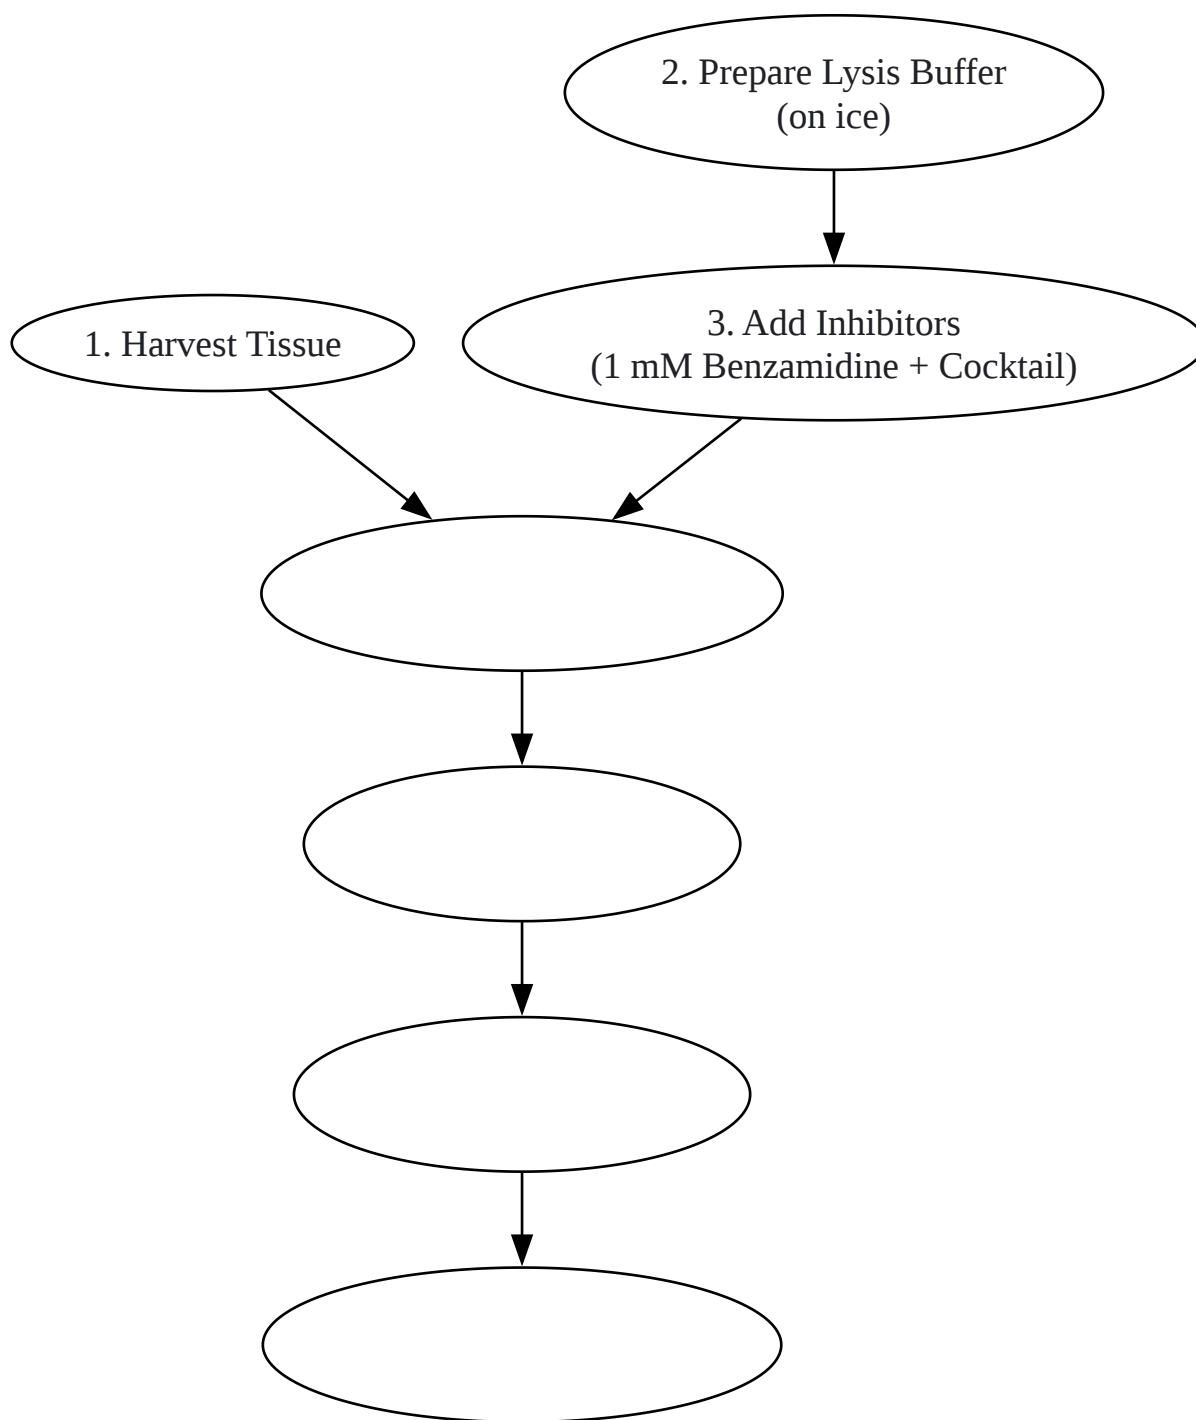 2. Prepare Lysis Buffer
(on ice)
1. Harvest Tissue
3. Add Inhibitors
(1 mM Benzamidine + Cocktail)